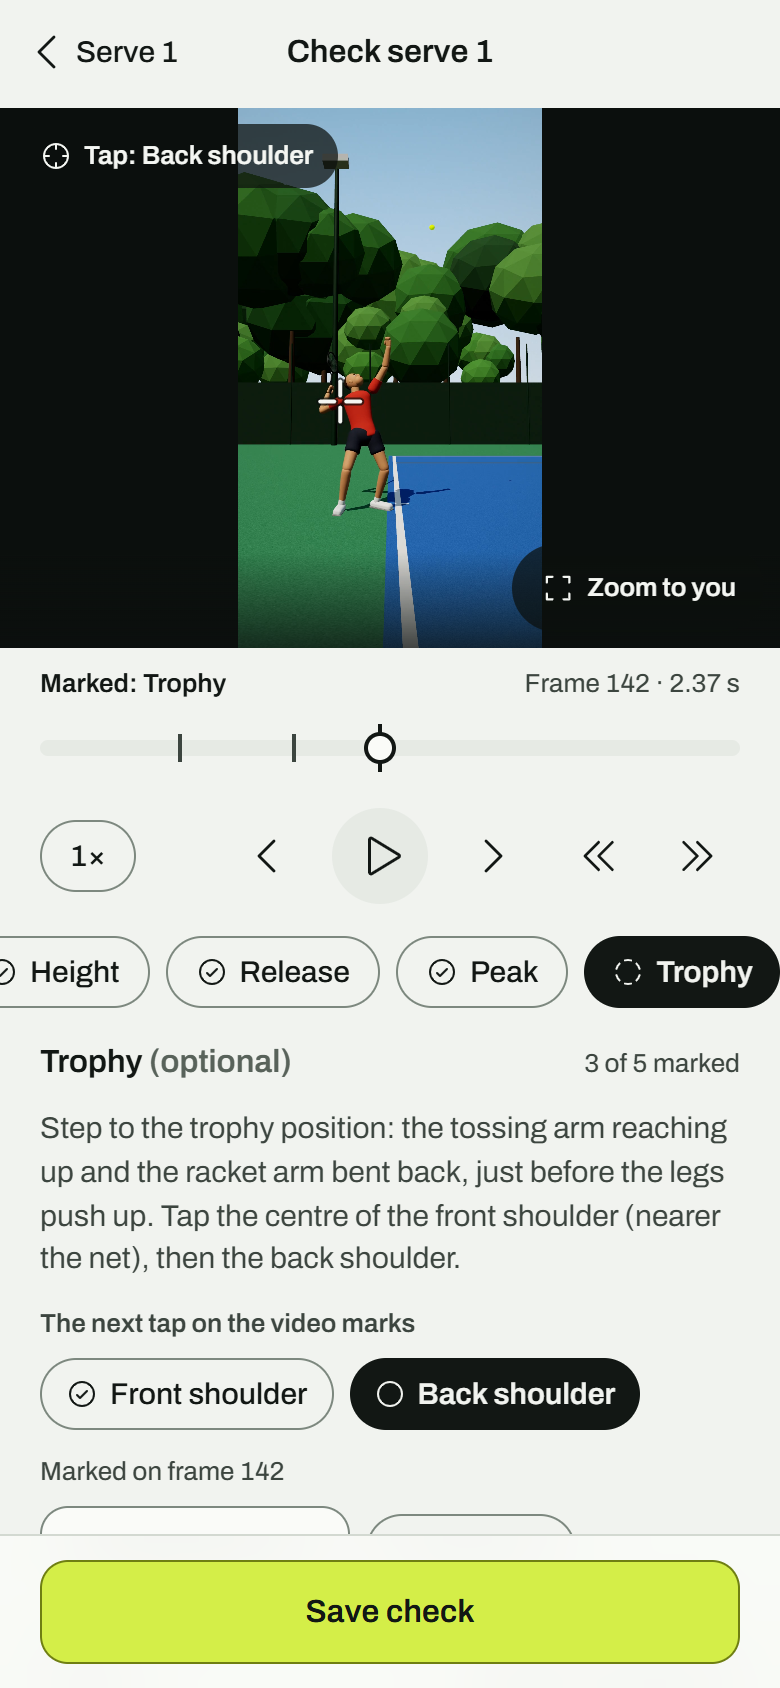 Serve 1
Check serve 1
Tap: Back shoulder
Zoom to you
Marked: Trophy
Frame 142 · 2.37 s
1×
Height
Release
Peak
Trophy
Trophy (optional)
3 of 5 marked
Step to the trophy position: the tossing arm reaching
up and the racket arm bent back, just before the legs
push up. Tap the centre of the front shoulder (nearer
the net), then the back shoulder.
The next tap on the video marks
Front shoulder
Back shoulder
Marked on frame 142
Save check